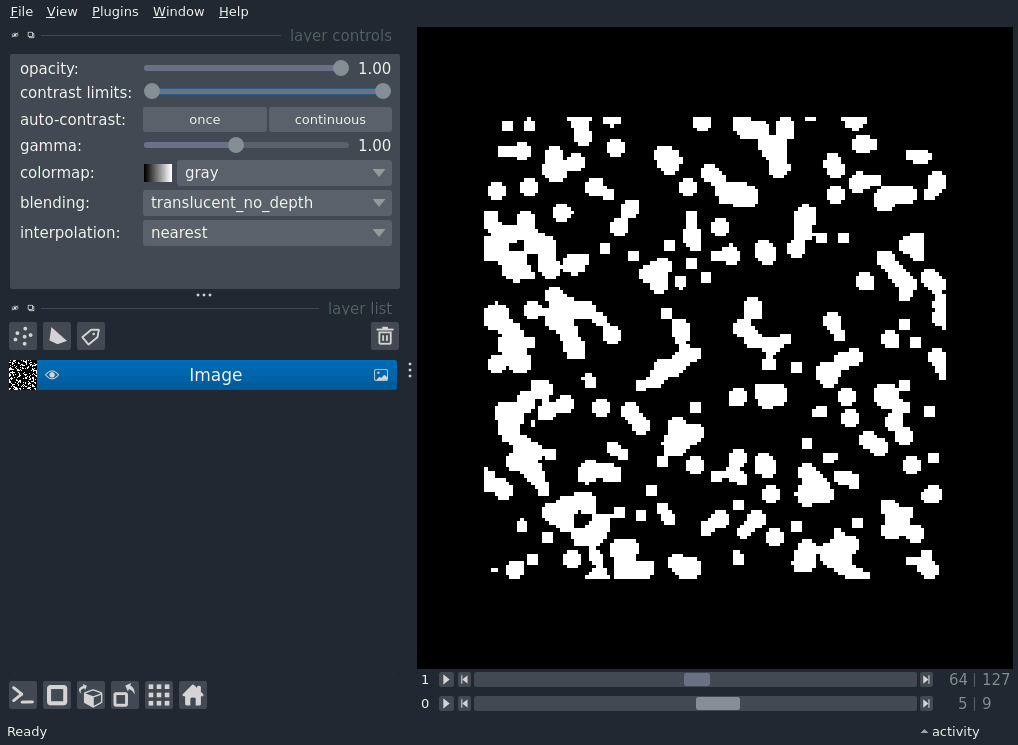 File View Plugins Window Help
layer controls
opacity: 1.00
contrast limits:
auto-contrast: once continuous
gamma: 1.00
colormap: gray
blending: translucent_no_depth
interpolation: nearest
layer list
Image
1 64 | 127
0 5 | 9
Ready activity